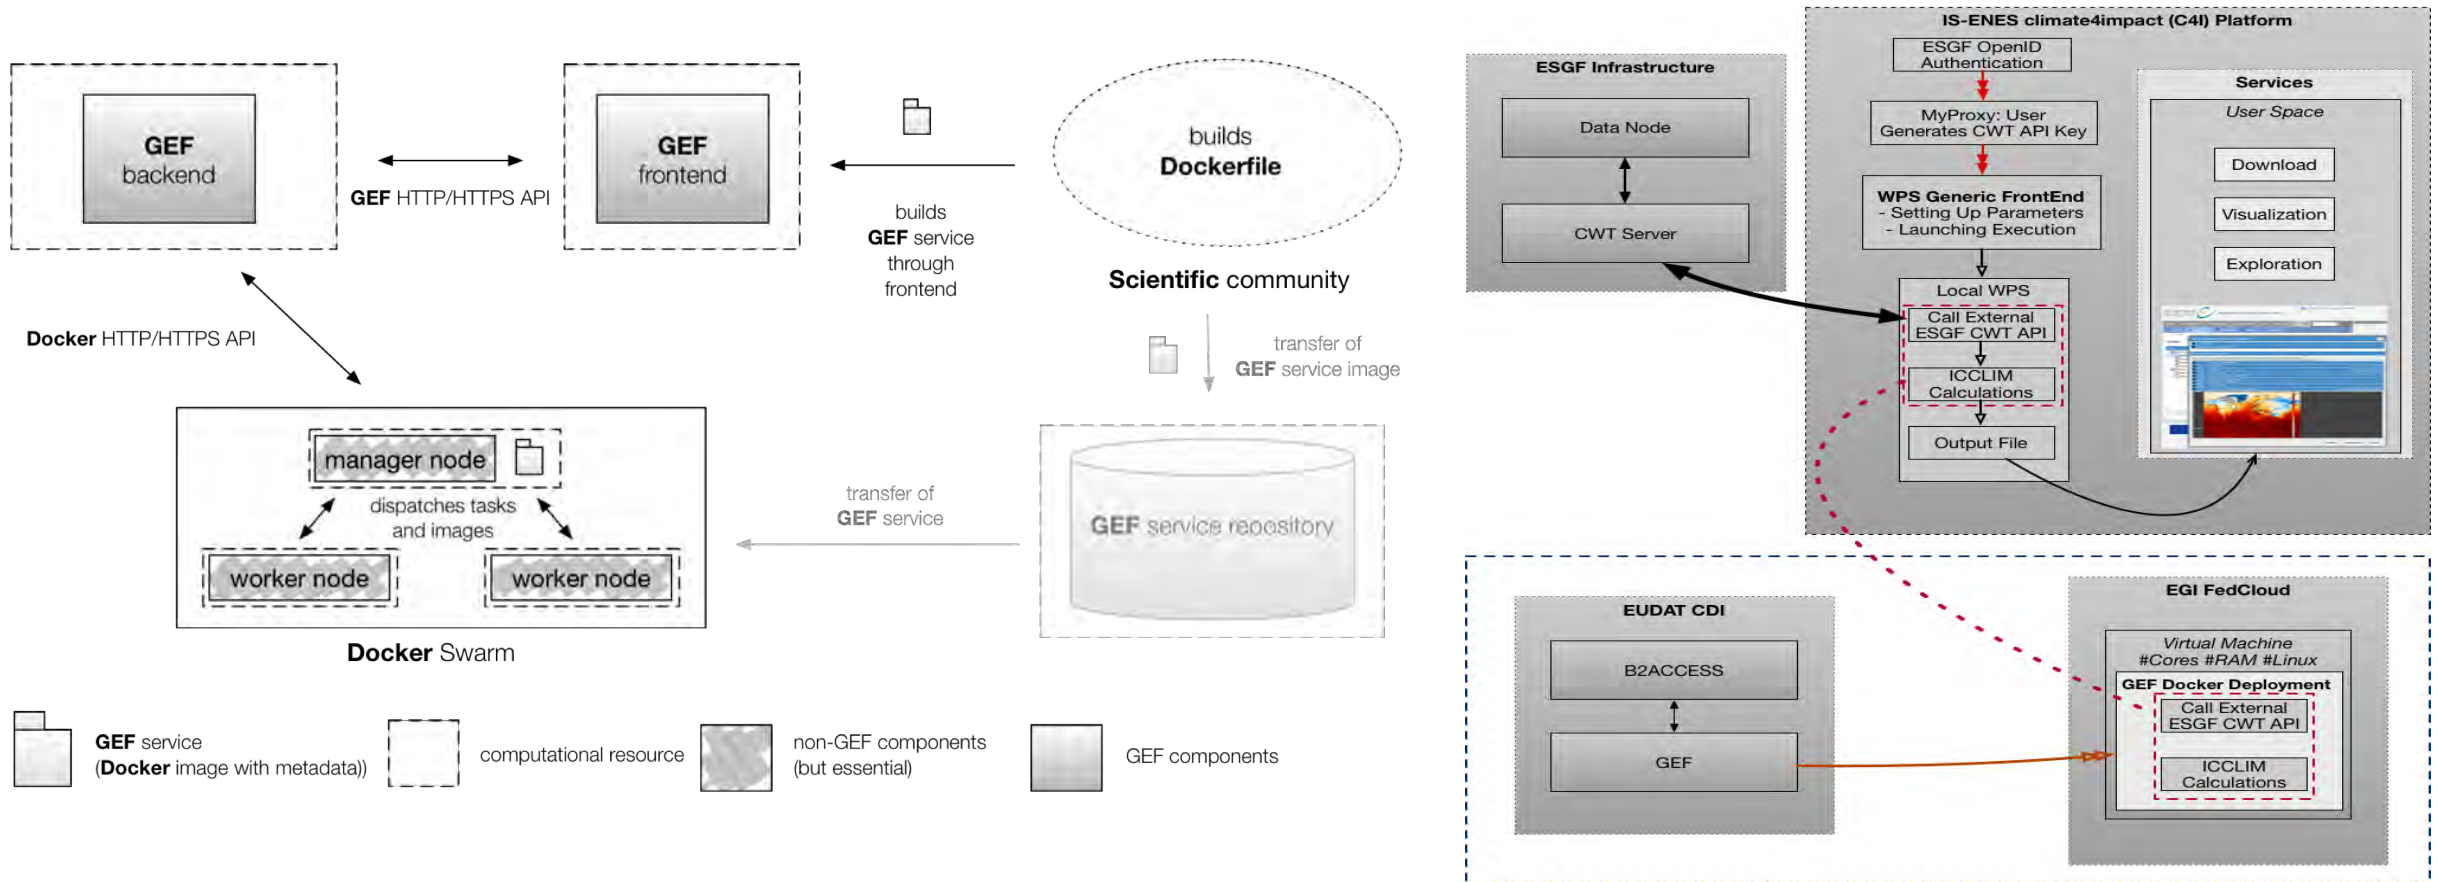 GEF
backend
GEF HTTP/HTTPS API
GEF
frontend
builds
GEF service
through
frontend
builds
Dockerfile
Scientific community
Docker HTTP/HTTPS API
transfer of
GEF service image
manager node
dispatches tasks
and images
worker node
worker node
Docker Swarm
transfer of
GEF service
GEF service repository
GEF service
(Docker image with metadata))
computational resource
non-GEF components
(but essential)
GEF components
ESGF Infrastructure
Data Node
CWT Server
IS-ENES climate4impact (C4I) Platform
ESGF OpenID
Authentication
MyProxy: User
Generates CWT API Key
WPS Generic FrontEnd
- Setting Up Parameters
- Launching Execution
Local WPS
Call External
ESGF CWT API
ICCLIM
Calculations
Output File
Services
User Space
Download
Visualization
Exploration
EUDAT CDI
B2ACCESS
GEF
EGI FedCloud
Virtual Machine
#Cores #RAM #Linux
GEF Docker Deployment
Call External
ESGF CWT API
ICCLIM
Calculations